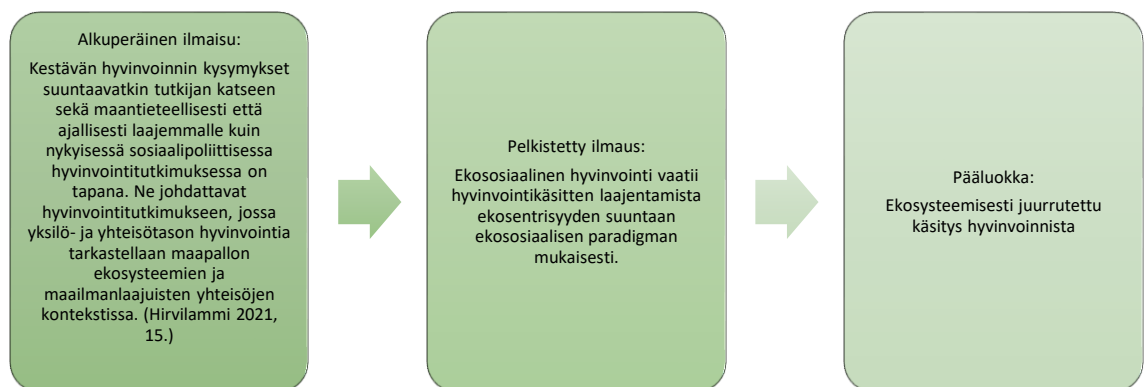 Alkuperäinen ilmaisu:
Kestävän hyvinvoinnin kysymykset
suuntaavatkin tutkijan katseen
sekä maantieteellisesti että
ajallisesti laajemmalle kuin
nykyisessä sosiaalipoliittisessa
hyvinvointitutkimuksessa on
tapana. Ne johdattavat
hyvinvointitutkimukseen, jossa
yksilö- ja yhteisötason hyvinvointia
tarkastellaan maapallon
ekosysteemien ja
maailmanlaajuisten yhteisöjen
kontekstissa. (Hirvilammi 2021,
15.)
Pelkistetty ilmaus:
Ekososiaalinen hyvinvointi vaatii
hyvinvointikäsitten laajentamista
ekosentrisyyden suuntaan
ekososiaalisen paradigman
mukaisesti.
Pääluokka:
Ekosysteemisesti juurrutettu
käsitys hyvinvoinnista